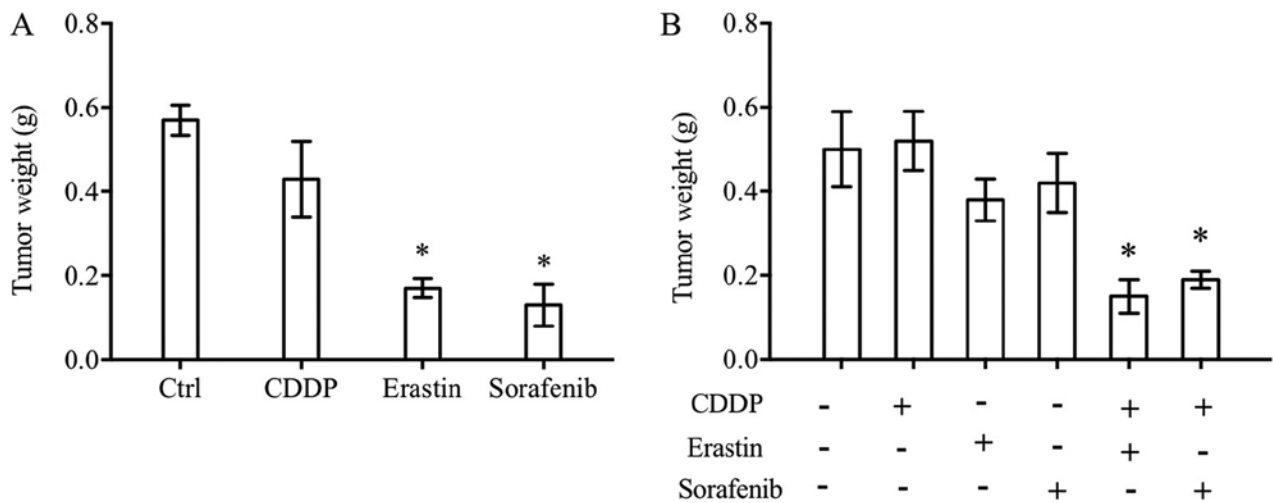 A
Tumor weight (g)
0.8
0.6
0.4
0.2
0.0
*
*
Ctrl CDDP Erastin Sorafenib
B
Tumor weight (g)
0.8
0.6
0.4
0.2
0.0
*
*
CDDP - + - - + +
Erastin - - + - + -
Sorafenib - - - + - +